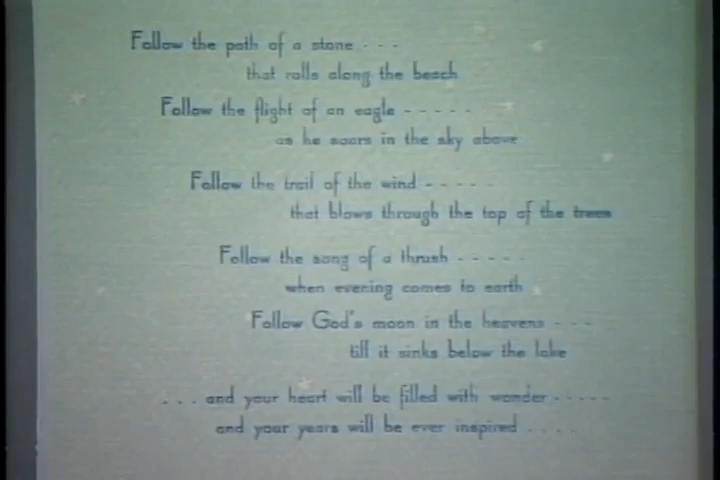 Follow the path of a stone - - -
that rolls along the beach
Follow the flight of an eagle - - - - -
as he soars in the sky above
Follow the trail of the wind - - - - -
that blows through the top of the trees
Follow the song of a thrush - - - - -
when evening comes to earth
Follow God's moon in the heavens - - -
till it sinks below the lake
. . . and your heart will be filled with wonder - - - - -
and your years will be ever inspired . . . .